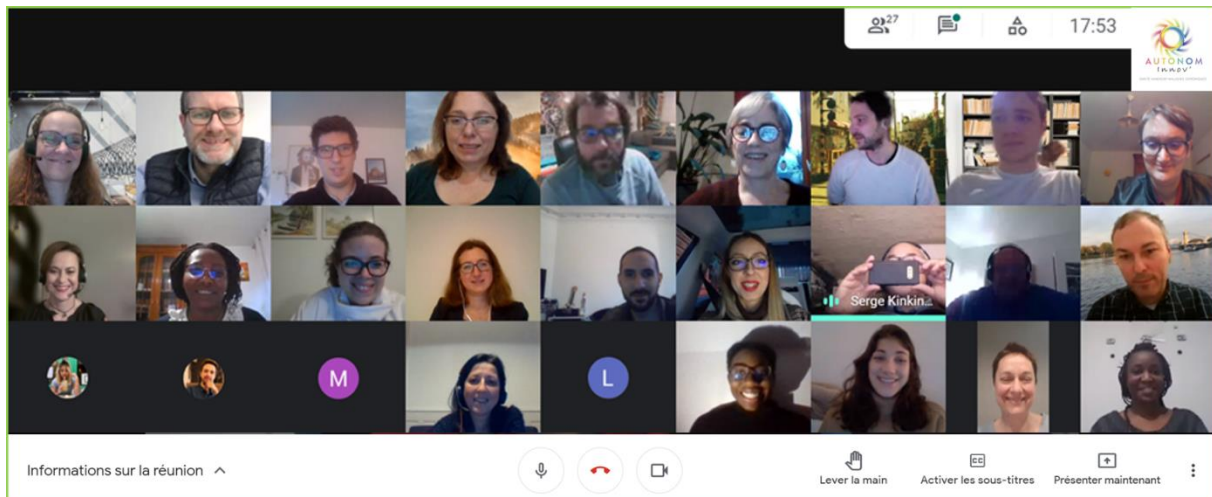 27
17:53
AUTONOM
Innov'
Serge Kinkin...
M
L
Informations sur la réunion
Lever la main
CC
Activer les sous-titres
Présenter maintenant